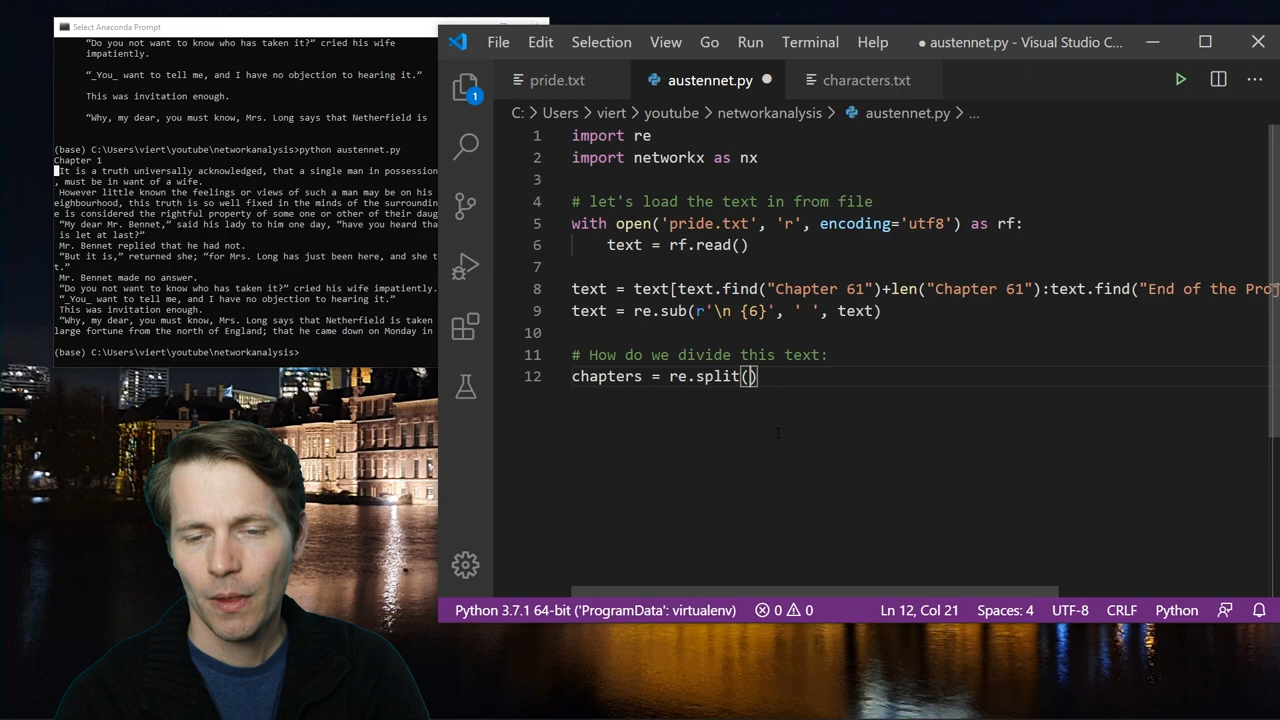 Select Anaconda Prompt
“Do you not want to know who has taken it?” cried his wife
impatiently.
“_You_ want to tell me, and I have no objection to hearing it.”
This was invitation enough.
“Why, my dear, you must know, Mrs. Long says that Netherfield is
(base) C:\Users\viert\youtube\networkanalysis>python austennet.py
Chapter 1
It is a truth universally acknowledged, that a single man in possession
, must be in want of a wife.
However little known the feelings or views of such a man may be on his
eighbourhood, this truth is so well fixed in the minds of the surroundin
e is considered the rightful property of some one or other of their daug
“My dear Mr. Bennet,” said his lady to him one day, “have you heard tha
is let at last?”
Mr. Bennet replied that he had not.
“But it is,” returned she; “for Mrs. Long has just been here, and she t
t.”
Mr. Bennet made no answer.
“Do you not want to know who has taken it?” cried his wife impatiently.
“_You_ want to tell me, and I have no objection to hearing it.”
This was invitation enough.
“Why, my dear, you must know, Mrs. Long says that Netherfield is taken
large fortune from the north of England; that he came down on Monday in
(base) C:\Users\viert\youtube\networkanalysis>
File Edit Selection View Go Run Terminal Help ● austennet.py - Visual Studio C...
1
pride.txt austennet.py characters.txt
C: > Users > viert > youtube > networkanalysis > austennet.py > ...
1 import re
2 import networkx as nx
3
4 # let's load the text in from file
5 with open('pride.txt', 'r', encoding='utf8') as rf:
6 text = rf.read()
7
8 text = text[text.find("Chapter 61")+len("Chapter 61"):text.find("End of the Proj
9 text = re.sub(r'\n {6}', ' ', text)
10
11 # How do we divide this text:
12 chapters = re.split()
Python 3.7.1 64-bit ('ProgramData': virtualenv) 0 0 Ln 12, Col 21 Spaces: 4 UTF-8 CRLF Python